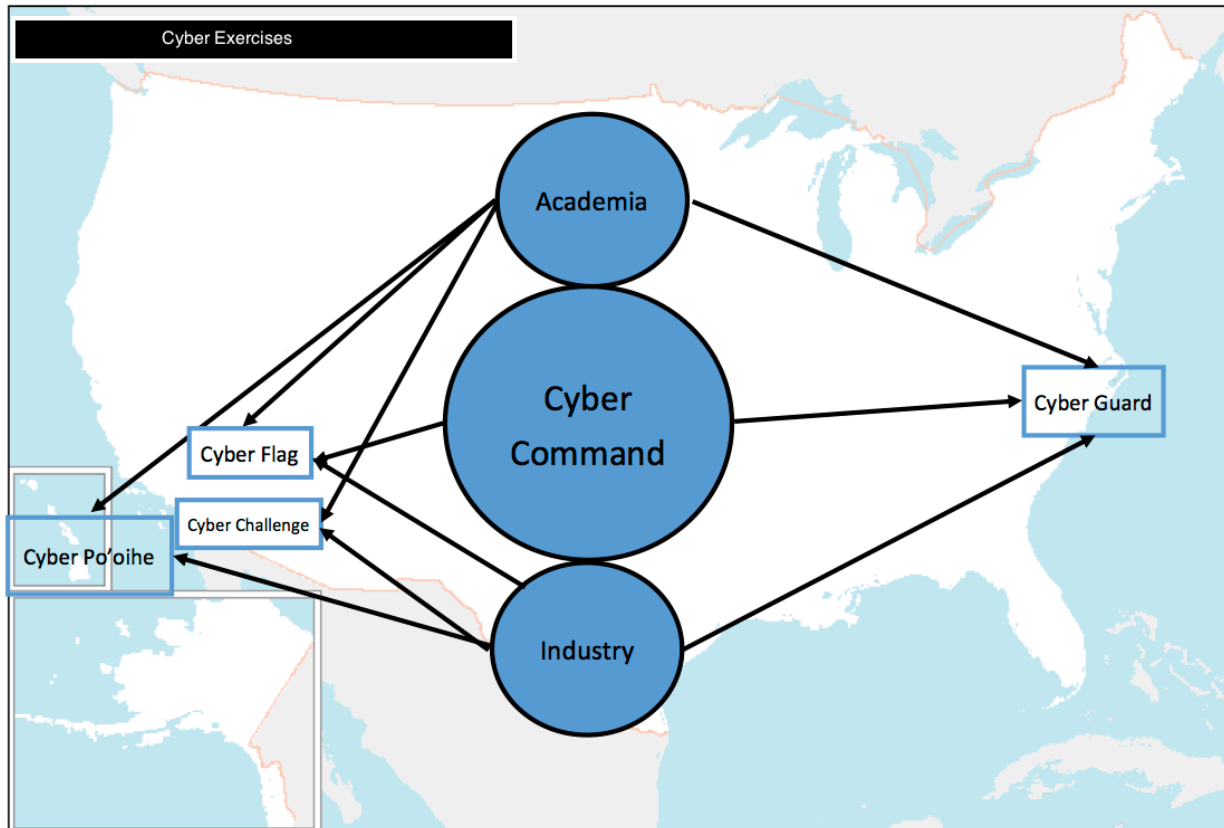 Cyber Exercises
Academia
Cyber
Command
Cyber Guard
Cyber Flag
Cyber Challenge
Cyber Po’oihe
Industry